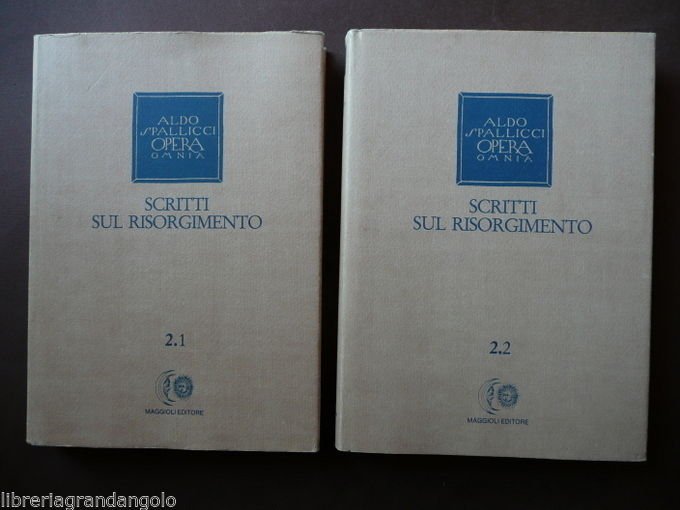 ALDO
SPALLICCI
OPERA
OMNIA
SCRITTI
SUL RISORGIMENTO
2.1
MAGGIOLI EDITORE
ALDO
SPALLICCI
OPERA
OMNIA
SCRITTI
SUL RISORGIMENTO
2.2
MAGGIOLI EDITORE
libreriagrandangolo